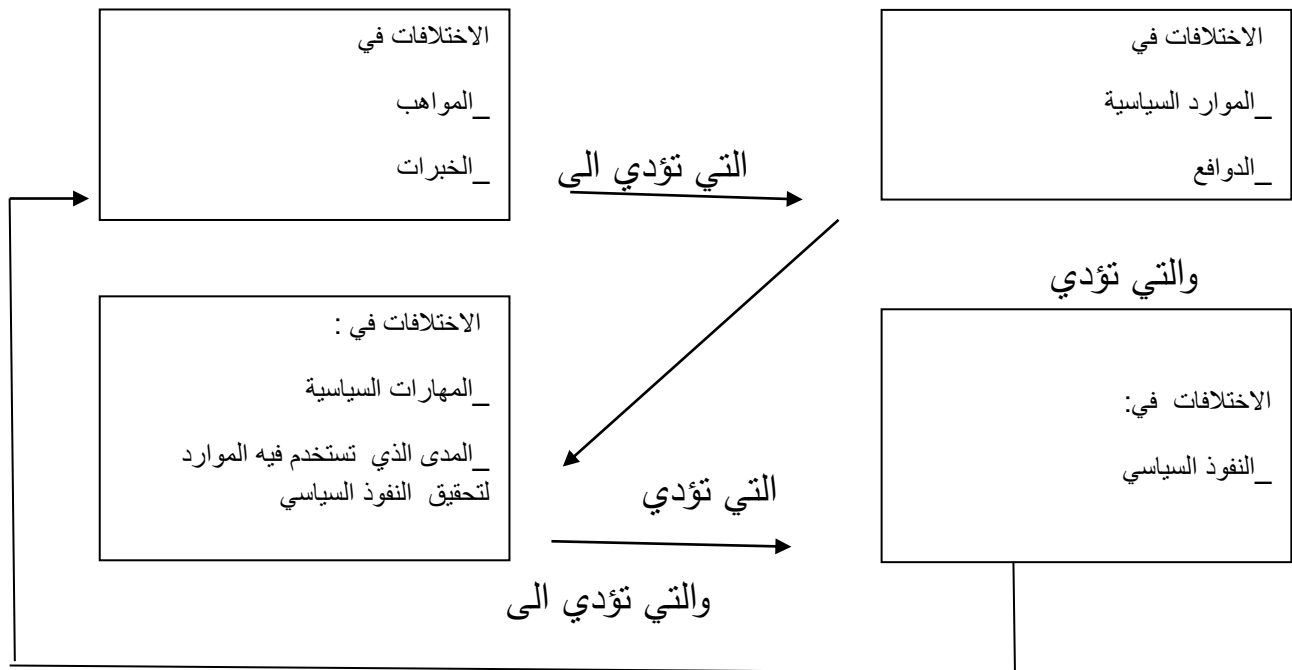 الاختلافات في
_المواهب
_الخبرات
التي تؤدي الى
الاختلافات في
_الموارد السياسية
_الدوافع
والتي تؤدي
الاختلافات في :
_المهارات السياسية
_المدى الذي تستخدم فيه الموارد
لتحقيق النفوذ السياسي
التي تؤدي
الاختلافات في:
_النفوذ السياسي
والتي تؤدي الى